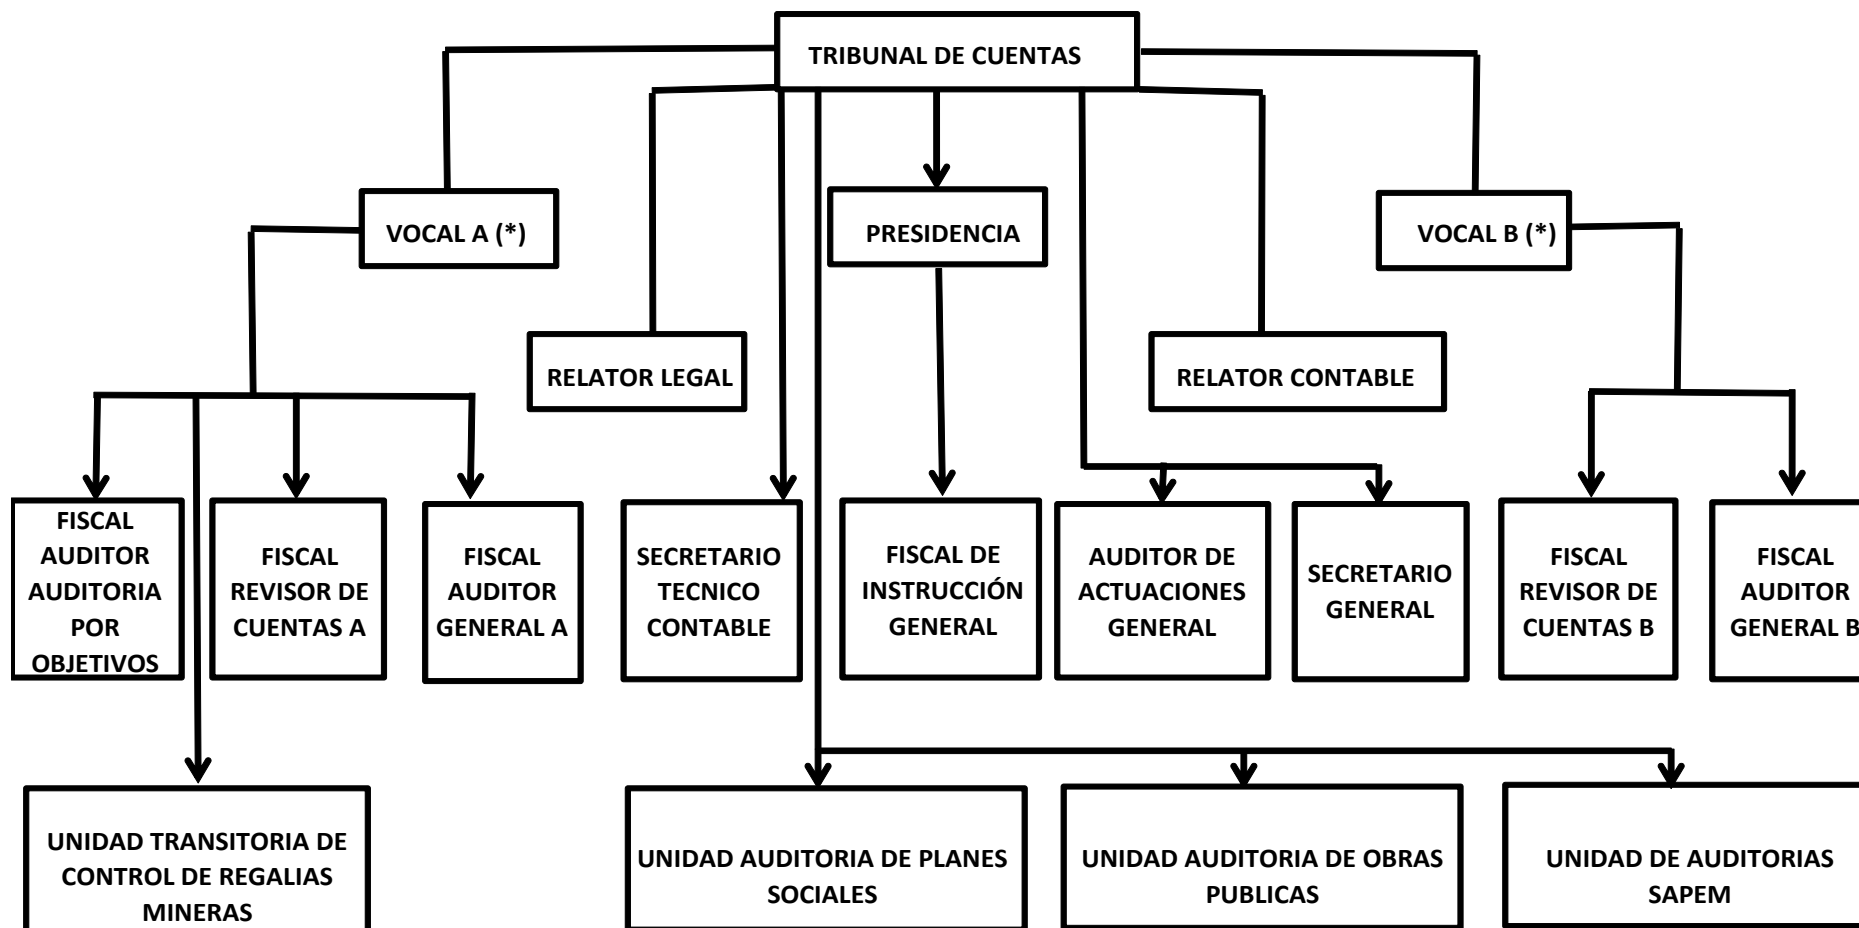 TRIBUNAL DE CUENTAS
VOCAL A (*)
PRESIDENCIA
VOCAL B (*)
RELATOR LEGAL
RELATOR CONTABLE
FISCAL
AUDITOR
AUDITORIA
POR
OBJETIVOS
FISCAL
REVISOR DE
CUENTAS A
FISCAL
AUDITOR
GENERAL A
SECRETARIO
TECNICO
CONTABLE
FISCAL DE
INSTRUCCIÓN
GENERAL
AUDITOR DE
ACTUACIONES
GENERAL
SECRETARIO
GENERAL
FISCAL
REVISOR DE
CUENTAS B
FISCAL
AUDITOR
GENERAL B
UNIDAD TRANSITORIA DE
CONTROL DE REGALIAS
MINERAS
UNIDAD AUDITORIA DE PLANES
SOCIALES
UNIDAD AUDITORIA DE OBRAS
PUBLICAS
UNIDAD DE AUDITORIAS
SAPEM